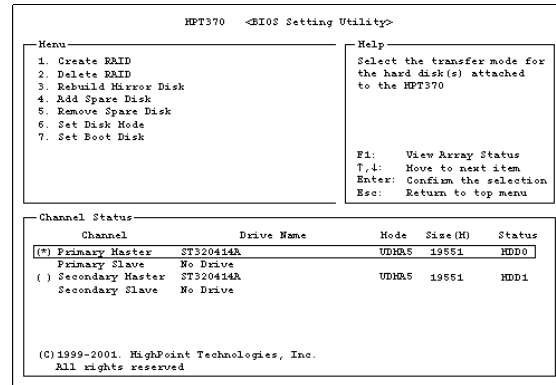 HPT370 <BIOS Setting Utility>
Menu
1. Create RAID
2. Delete RAID
3. Rebuild Mirror Disk
4. Add Spare Disk
5. Remove Spare Disk
6. Set Disk Mode
7. Set Boot Disk
Help
Select the transfer mode for
the hard disk(s) attached
to the HPT370
F1: View Array Status
↑,↓: Move to next item
Enter: Confirm the selection
Esc: Return to top menu
Channel Status
Channel Drive Name Mode Size(M) Status
(*) Primary Master ST320414A UDMA5 19551 HDD0
Primary Slave No Drive
( ) Secondary Master ST320414A UDMA5 19551 HDD1
Secondary Slave No Drive
(C)1999-2001. HighPoint Technologies, Inc.
All rights reserved